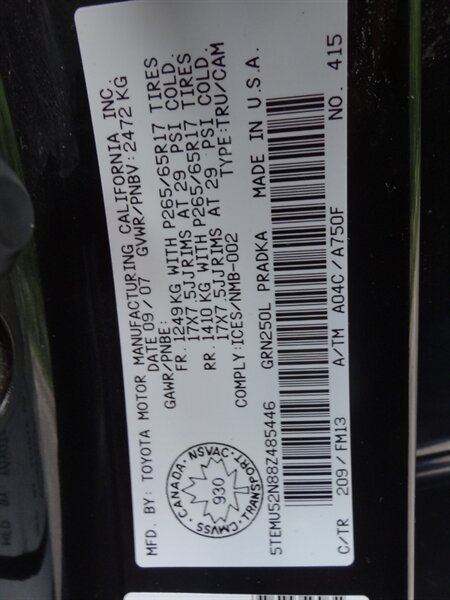 MFD. BY: TOYOTA MOTOR MANUFACTURING CALIFORNIA INC.
DATE 09/07 GVWR/PNBV:2472 KG
GAWR/PNBE:
FR. 1249KG WITH P265/65R17 TIRES
17X7.5JJRIMS AT 29 PSI COLD.
RR. 1410 KG WITH P265/65R17 TIRES
17X7.5JJRIMS AT 29 PSI COLD.
COMPLY:ICES/NMB-002 TYPE:TRU/CAM
CANADA · NSVAC · TRANSPORT · CMVSS
930
GRN250L PRADKA MADE IN U.S.A.
5TEMU52N88Z485446
C/TR 209/FM13 A/TM A04C/A750F NO. 415